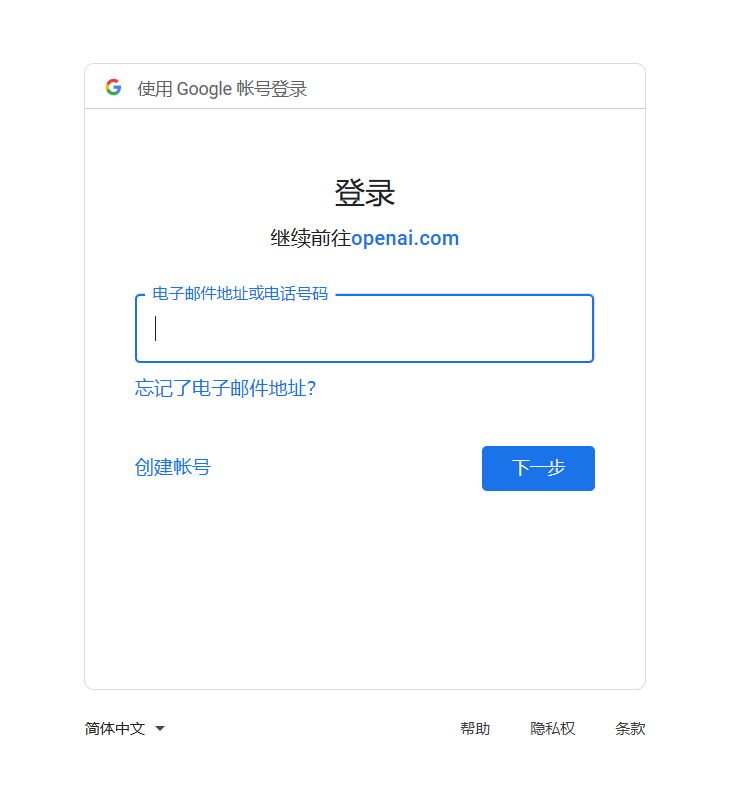 使用 Google 帐号登录
登录
继续前往openai.com
电子邮件地址或电话号码
忘记了电子邮件地址?
创建帐号
下一步
简体中文
帮助
隐私权
条款